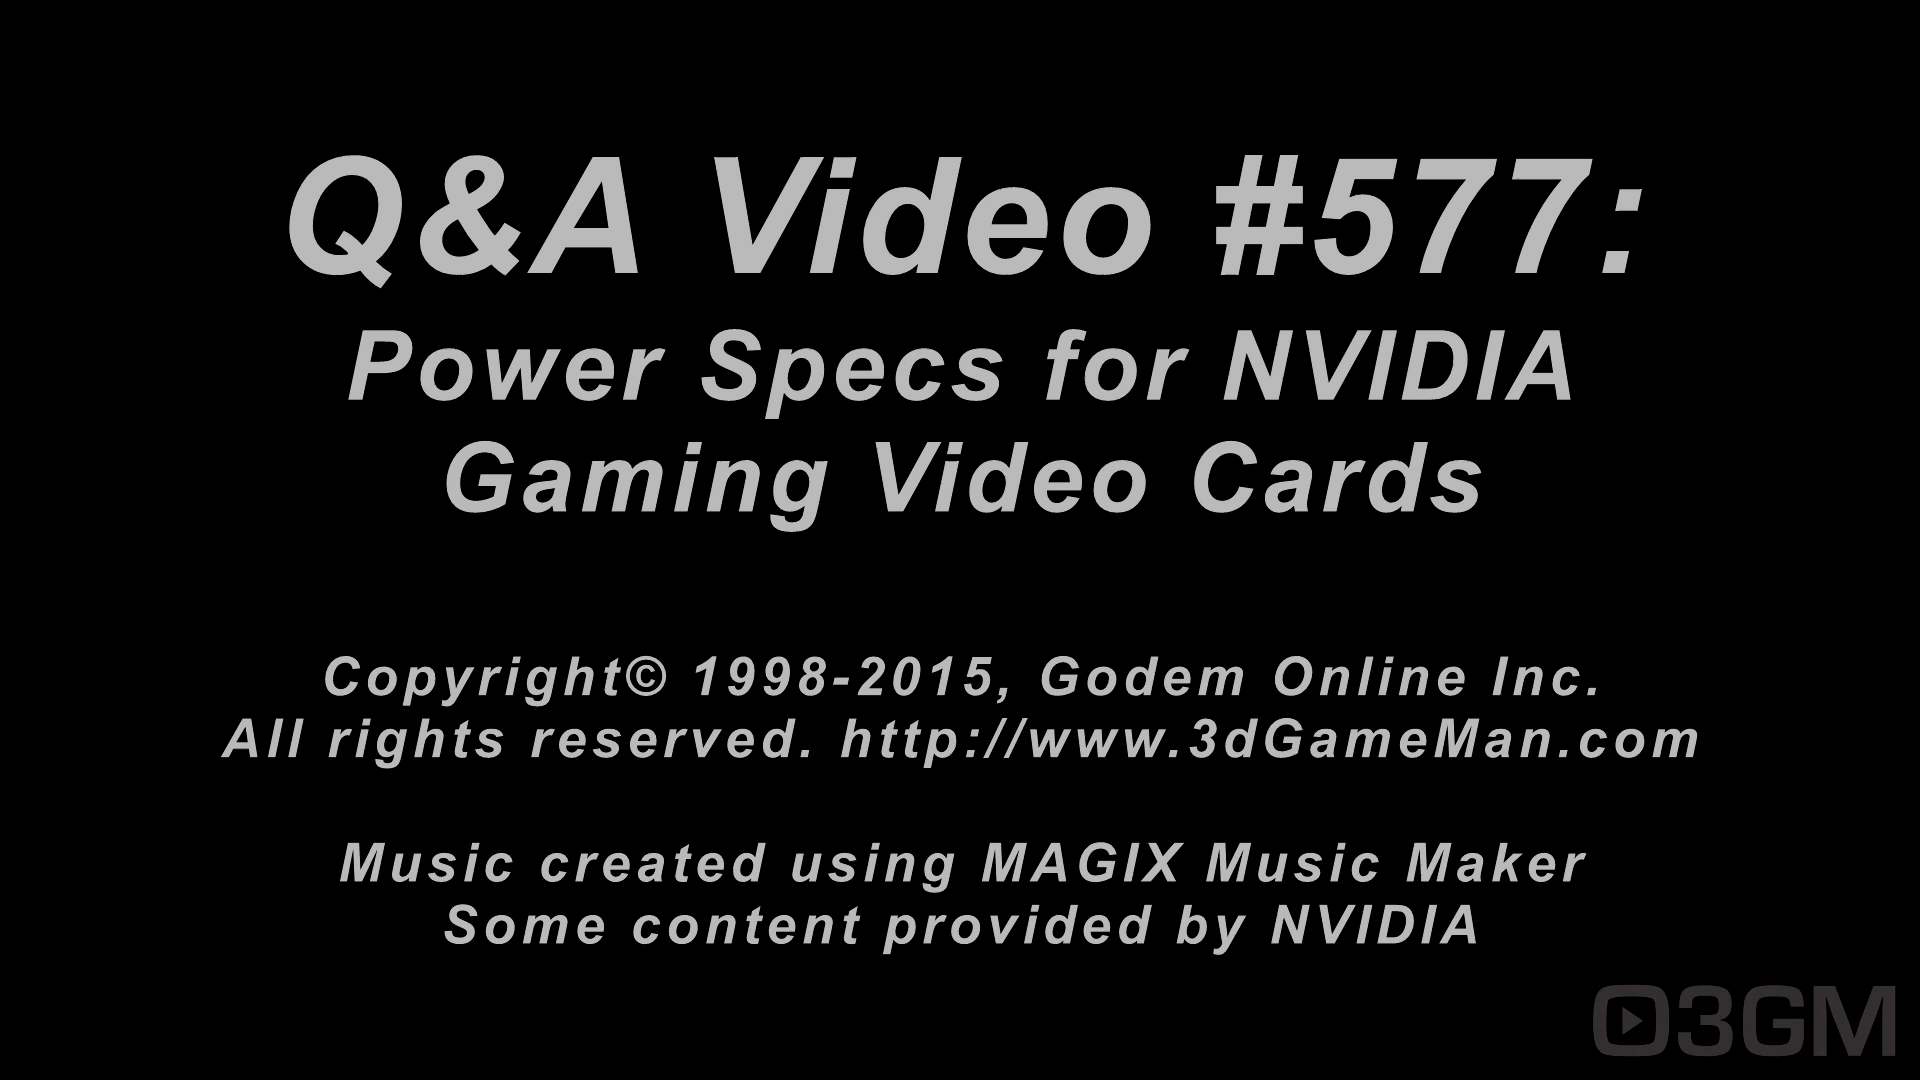 Q&A Video #577:
Power Specs for NVIDIA
Gaming Video Cards
Copyright© 1998-2015, Godem Online Inc.
All rights reserved. http://www.3dGameMan.com
Music created using MAGIX Music Maker
Some content provided by NVIDIA
3GM